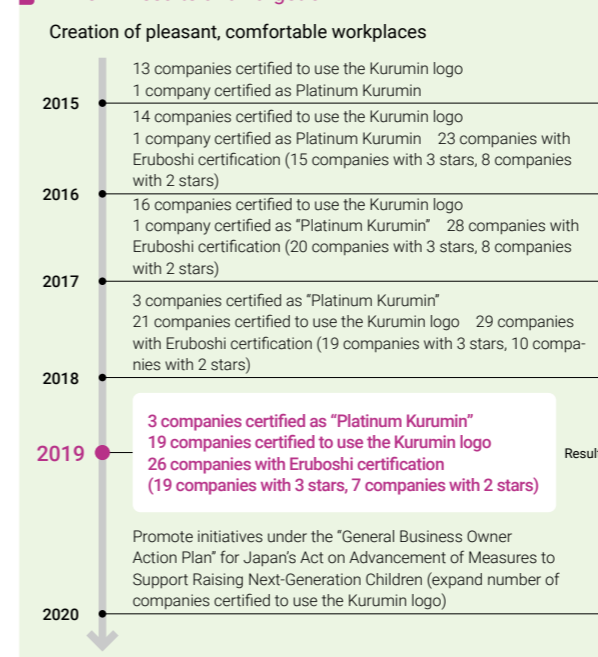 Creation of pleasant, comfortable workplaces
13 companies certified to use the Kurumin logo
1 company certified as Platinum Kurumin
2015
14 companies certified to use the Kurumin logo
1 company certified as Platinum Kurumin 23 companies with
Eruboshi certification (15 companies with 3 stars, 8 companies
with 2 stars)
2016
16 companies certified to use the Kurumin logo
1 company certified as “Platinum Kurumin” 28 companies with
Eruboshi certification (20 companies with 3 stars, 8 companies
with 2 stars)
2017
3 companies certified as “Platinum Kurumin”
21 companies certified to use the Kurumin logo 29 companies
with Eruboshi certification (19 companies with 3 stars, 10 compa-
nies with 2 stars)
2018
3 companies certified as “Platinum Kurumin”
19 companies certified to use the Kurumin logo
26 companies with Eruboshi certification
(19 companies with 3 stars, 7 companies with 2 stars)
2019
Result
Promote initiatives under the “General Business Owner
Action Plan” for Japan’s Act on Advancement of Measures to
Support Raising Next-Generation Children (expand number of
companies certified to use the Kurumin logo)
2020